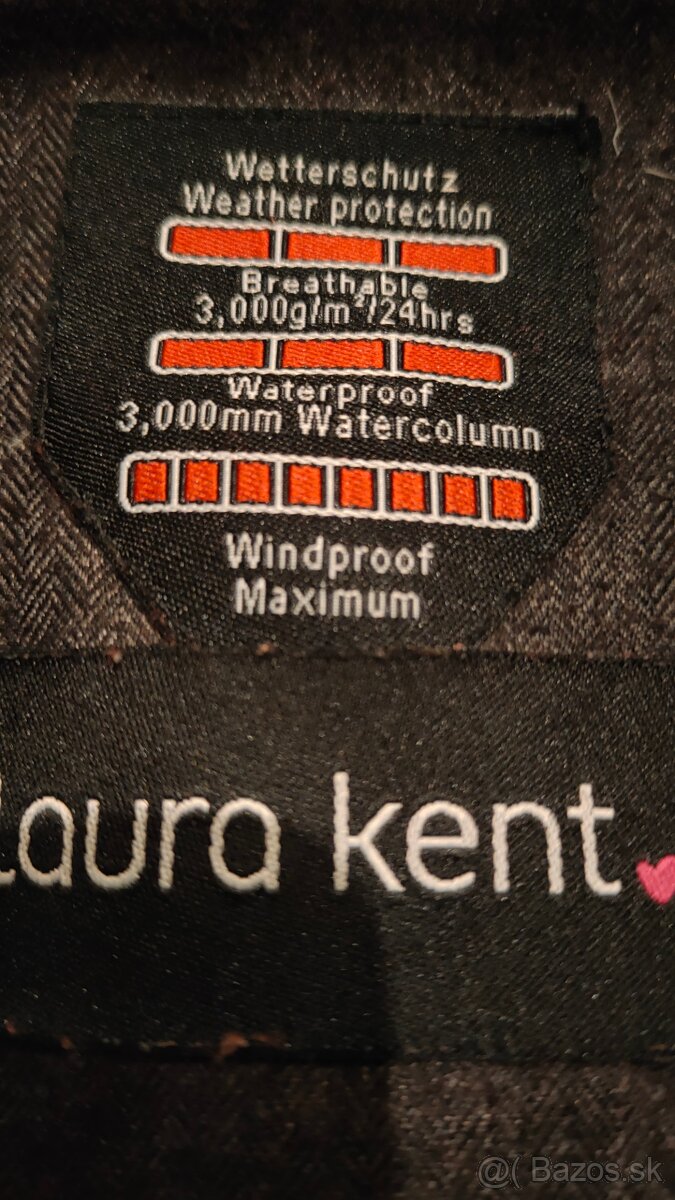 Wetterschutz
Weather protection
Breathable
3,000g/m²/24hrs
Waterproof
3,000mm Watercolumn
Windproof
Maximum
laura kent
@( Bazos.sk